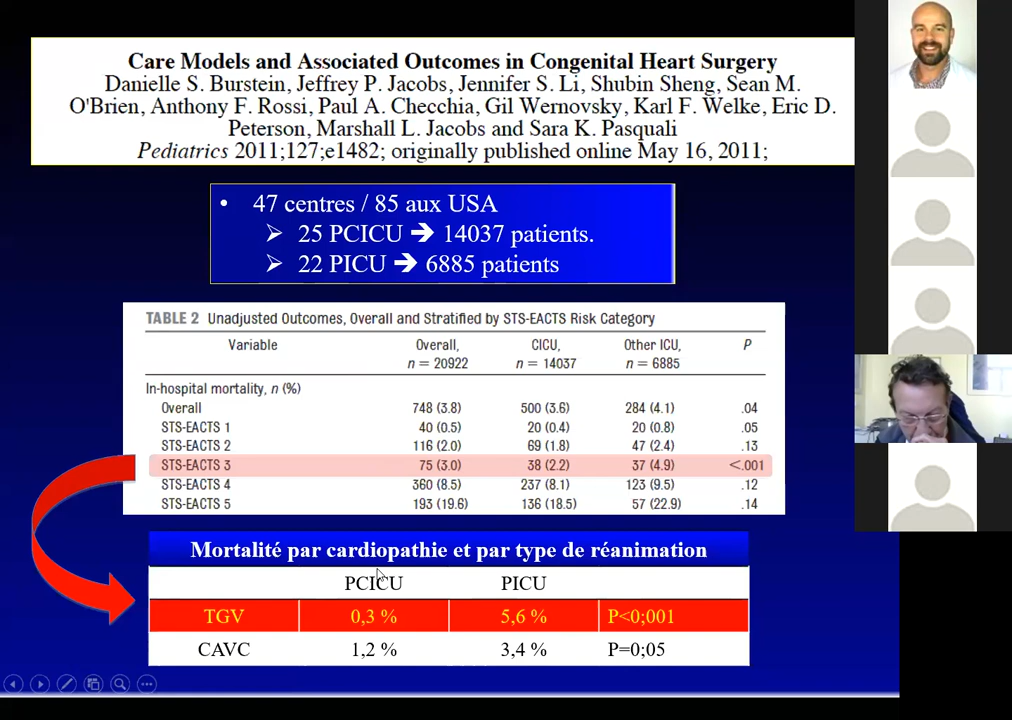 Care Models and Associated Outcomes in Congenital Heart Surgery
Danielle S. Burstein, Jeffrey P. Jacobs, Jennifer S. Li, Shubin Sheng, Sean M.
O'Brien, Anthony F. Rossi, Paul A. Checchia, Gil Wernovsky, Karl F. Welke, Eric D.
Peterson, Marshall L. Jacobs and Sara K. Pasquali
Pediatrics 2011;127;e1482; originally published online May 16, 2011;
• 47 centres / 85 aux USA
➢ 25 PCICU ➔ 14037 patients.
➢ 22 PICU ➔ 6885 patients
TABLE 2 Unadjusted Outcomes, Overall and Stratified by STS-EACTS Risk Category
Variable Overall, CICU, Other ICU, P
n = 20922 n = 14037 n = 6885
In-hospital mortality, n (%)
Overall 748 (3.8) 500 (3.6) 284 (4.1) .04
STS-EACTS 1 40 (0.5) 20 (0.4) 20 (0.8) .05
STS-EACTS 2 116 (2.0) 69 (1.8) 47 (2.4) .13
STS-EACTS 3 75 (3.0) 38 (2.2) 37 (4.9) <.001
STS-EACTS 4 360 (8.5) 237 (8.1) 123 (9.5) .12
STS-EACTS 5 193 (19.6) 136 (18.5) 57 (22.9) .14
Mortalité par cardiopathie et par type de réanimation
PCICU PICU
TGV 0,3 % 5,6 % P<0;001
CAVC 1,2 % 3,4 % P=0;05